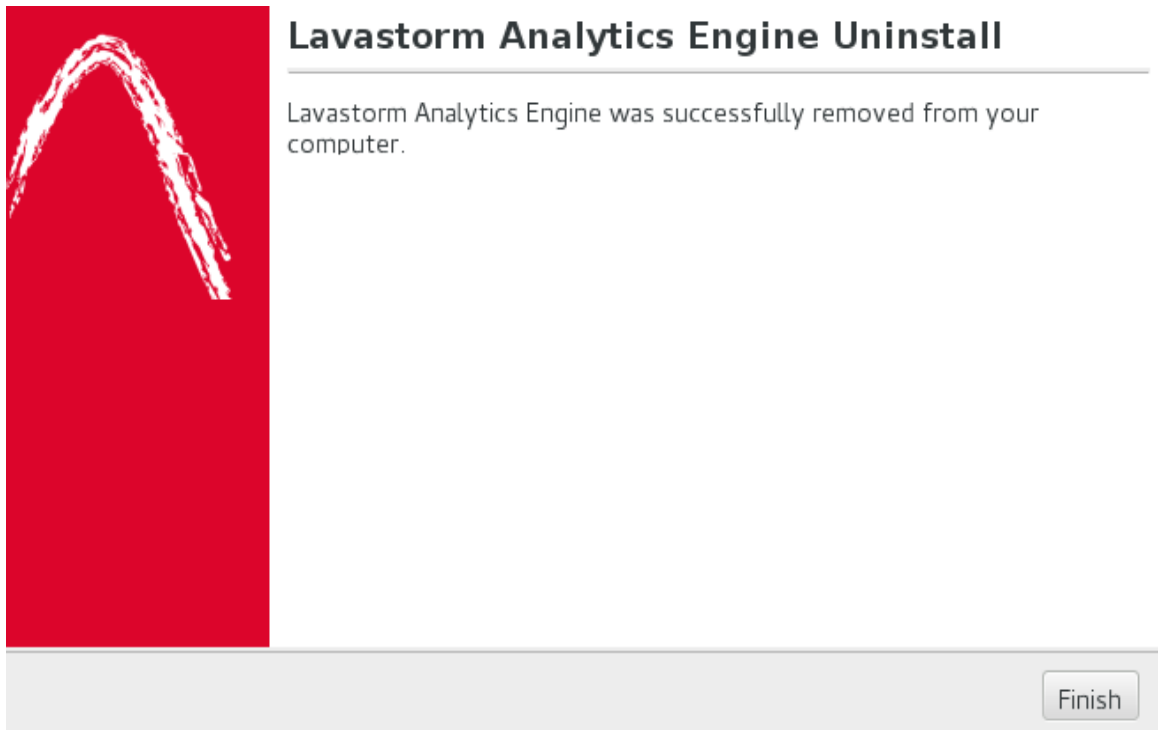 Lavastorm Analytics Engine Uninstall
Lavastorm Analytics Engine was successfully removed from your
computer.
Finish